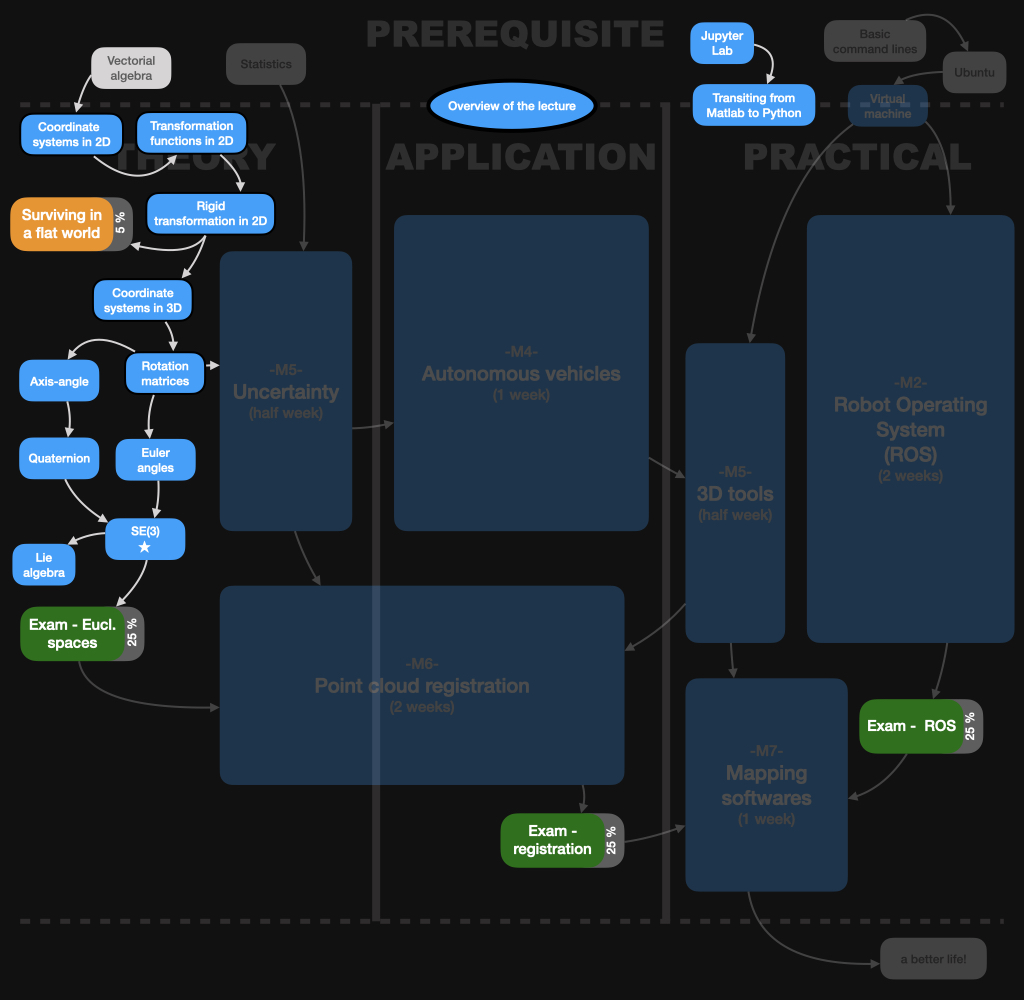 PREREQUISITE
Jupyter
Lab
Basic
command lines
Vectorial
algebra
Statistics
Ubuntu
Overview of the lecture
Transiting from
Matlab to Python
Virtual
machine
Coordinate
systems in 2D
Transformation
functions in 2D
THEORY
APPLICATION
PRACTICAL
Surviving in
a flat world
5 %
Rigid
transformation in 2D
Coordinate
systems in 3D
Axis-angle
Rotation
matrices
-M5-
Uncertainty
(half week)
-M4-
Autonomous vehicles
(1 week)
-M2-
Robot Operating
System
(ROS)
(2 weeks)
Quaternion
Euler
angles
-M5-
3D tools
(half week)
SE(3)
★
Lie
algebra
Exam - Eucl.
spaces
25 %
-M6-
Point cloud registration
(2 weeks)
Exam -  ROS
25 %
-M7-
Mapping
softwares
(1 week)
Exam -
registration
25 %
a better life!